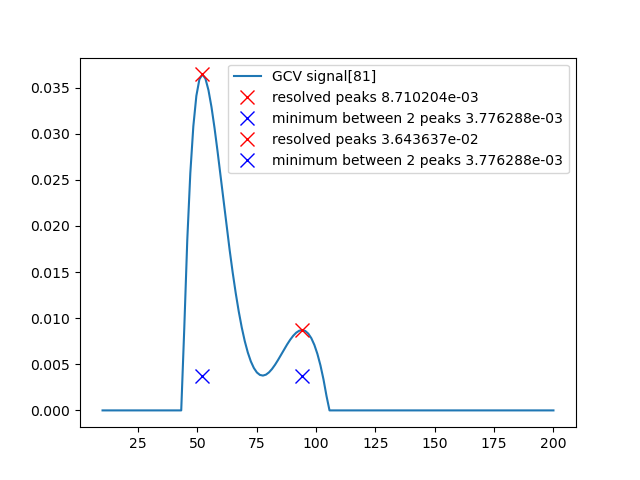 GCV signal[81]
resolved peaks 8.710204e-03
minimum between 2 peaks 3.776288e-03
resolved peaks 3.643637e-02
minimum between 2 peaks 3.776288e-03
0.035
0.030
0.025
0.020
0.015
0.010
0.005
0.000
25 50 75 100 125 150 175 200